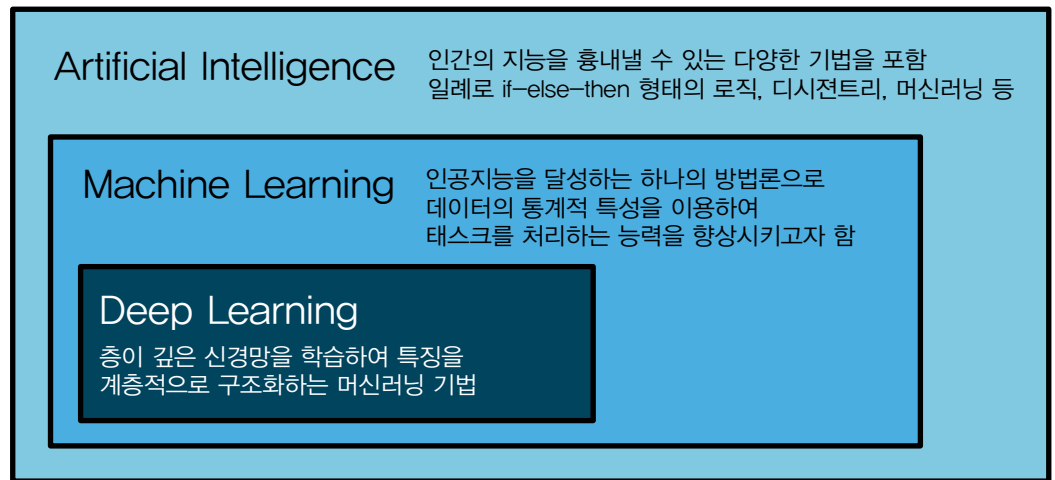 Artificial Intelligence
인간의 지능을 흉내낼 수 있는 다양한 기법을 포함
일례로 if-else-then 형태의 로직, 디시젼트리, 머신러닝 등
Machine Learning
인공지능을 달성하는 하나의 방법론으로
데이터의 통계적 특성을 이용하여
태스크를 처리하는 능력을 향상시키고자 함
Deep Learning
층이 깊은 신경망을 학습하여 특징을
계층적으로 구조화하는 머신러닝 기법